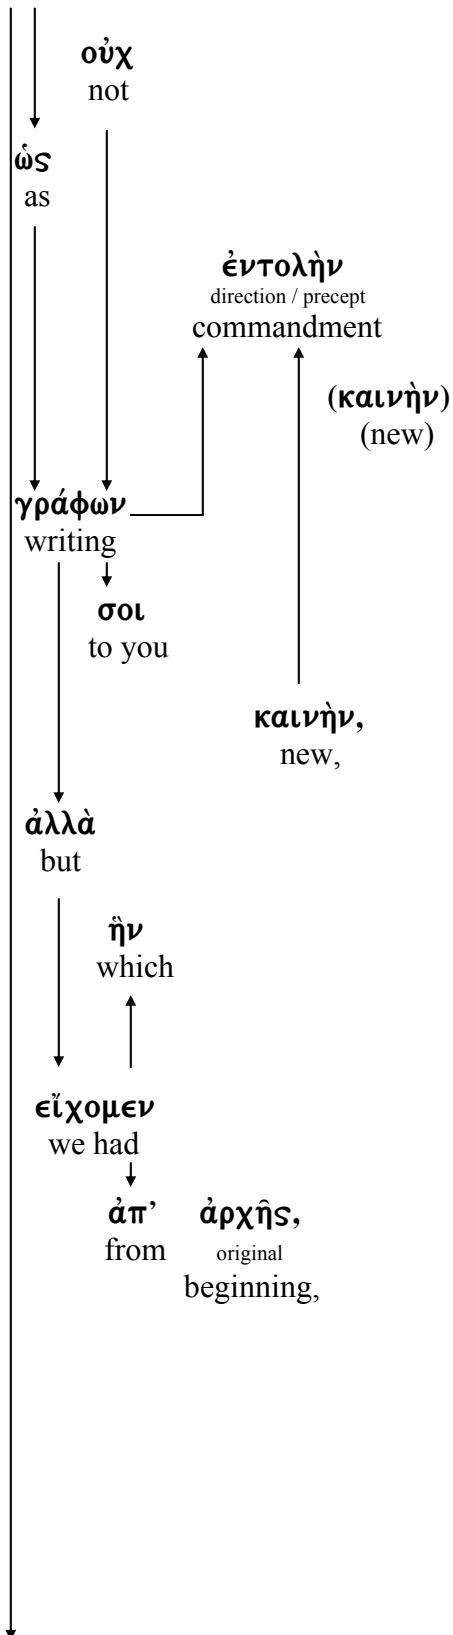 οὐχ
not
ὡς
as
ἐντολὴν
direction / precept
commandment
(καινὴν)
(new)
γράφων
writing
σοι
to you
καινὴν,
new,
ἀλλὰ
but
ἣν
which
εἴχομεν
we had
ἀπ’ ἀρχῆς,
from original
beginning,